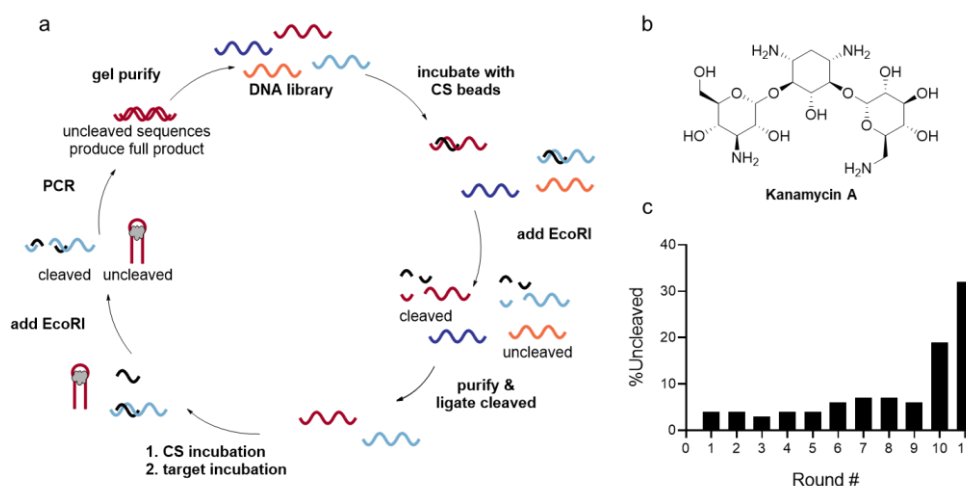 a
gel purify
DNA library
incubate with
CS beads
uncleaved sequences
produce full product
PCR
cleaved
uncleaved
add EcoRI
add EcoRI
cleaved
uncleaved
purify &
ligate cleaved
1. CS incubation
2. target incubation
b
H₂N
NH₂
OH
OH
O
O
O
OH
HO
OH
OH
O
OH
HO
NH₂
H₂N
OH
Kanamycin A
c
%Uncleaved
40
30
20
10
0
0 1 2 3 4 5 6 7 8 9 10
Round #